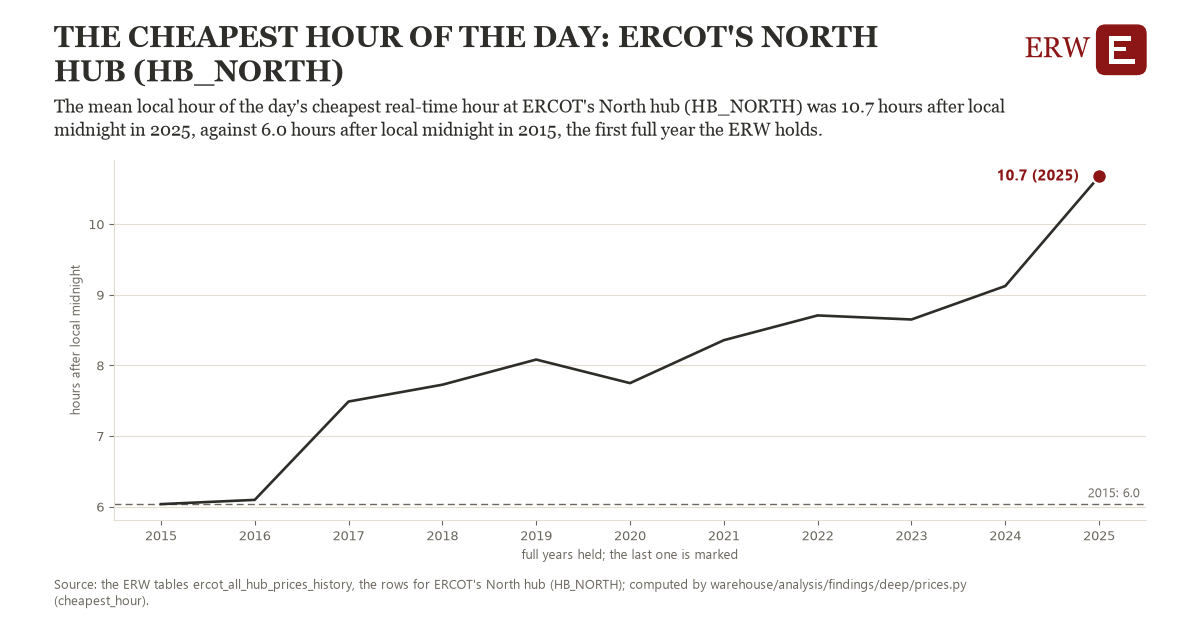 THE CHEAPEST HOUR OF THE DAY: ERCOT'S NORTH
HUB (HB_NORTH)
ERW E
The mean local hour of the day's cheapest real-time hour at ERCOT's North hub (HB_NORTH) was 10.7 hours after local
midnight in 2025, against 6.0 hours after local midnight in 2015, the first full year the ERW holds.
10.7 (2025)
10
9
8
7
6
hours after local midnight
2015: 6.0
2015 2016 2017 2018 2019 2020 2021 2022 2023 2024 2025
full years held; the last one is marked
Source: the ERW tables ercot_all_hub_prices_history, the rows for ERCOT's North hub (HB_NORTH); computed by warehouse/analysis/findings/deep/prices.py
(cheapest_hour).